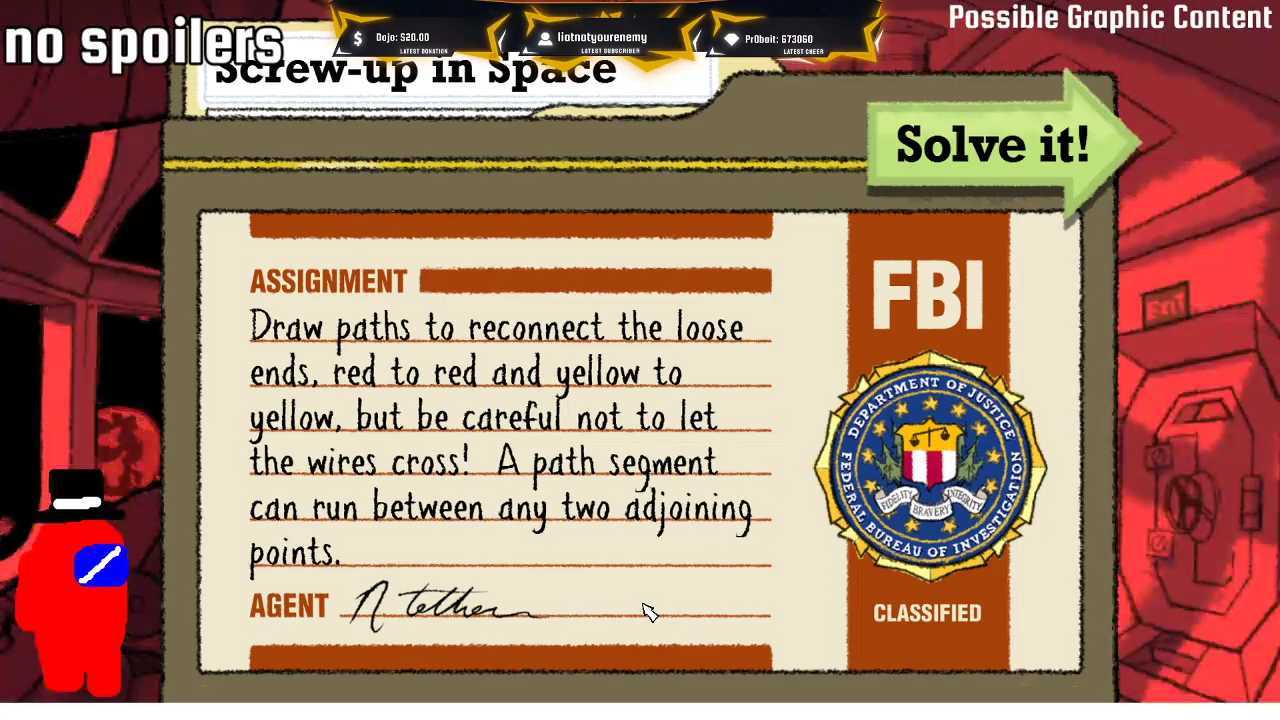 Possible Graphic Content
no spoilers
Dojo: $20.00
LATEST DONATION
liatnotyourenemy
LATEST SUBSCRIBER
Pr0bait: 673060
LATEST CHEER
Screw-up in Space
Solve it!
ASSIGNMENT
Draw paths to reconnect the loose
ends, red to red and yellow to
yellow, but be careful not to let
the wires cross! A path segment
can run between any two adjoining
points.
AGENT N Tether
FBI
DEPARTMENT OF JUSTICE
FIDELITY BRAVERY INTEGRITY
FEDERAL BUREAU OF INVESTIGATION
CLASSIFIED
EXIT